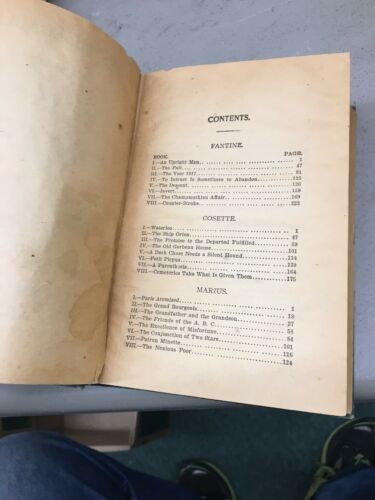 CONTENTS.
FANTINE.
BOOK. PAGE.
I.—An Upright Man. 1
II.—The Fall. 47
III.—The Year 1817. 81
IV.—To Intrust Is Sometimes to Abandon. 115
V.—The Descent. 126
VI.—Javert. 159
VII.—The Champmathieu Affair. 169
VIII.—Counter-Stroke. 223
COSETTE.
I.—Waterloo. 1
II.—The Ship Orion. 47
III.—The Promise to the Departed Fulfilled. 59
IV.—The Old Gorbeau House. 101
V.—A Dark Chase Needs a Silent Hound. 114
VI.—Petit Picpus. 139
VII.—A Parenthesis. 164
VIII.—Cemeteries Take What Is Given Them. 175
MARIUS.
I.—Paris Atomized. 1
II.—The Grand Bourgeois. 18
III.—The Grandfather and the Grandson. 27
IV.—The Friends of the A. B. C. 58
V.—The Excellence of Misfortune. 84
VI.—The Conjunction of Two Stars. 101
VII.—Patron Minette. 116
VIII.—The Noxious Poor. 124